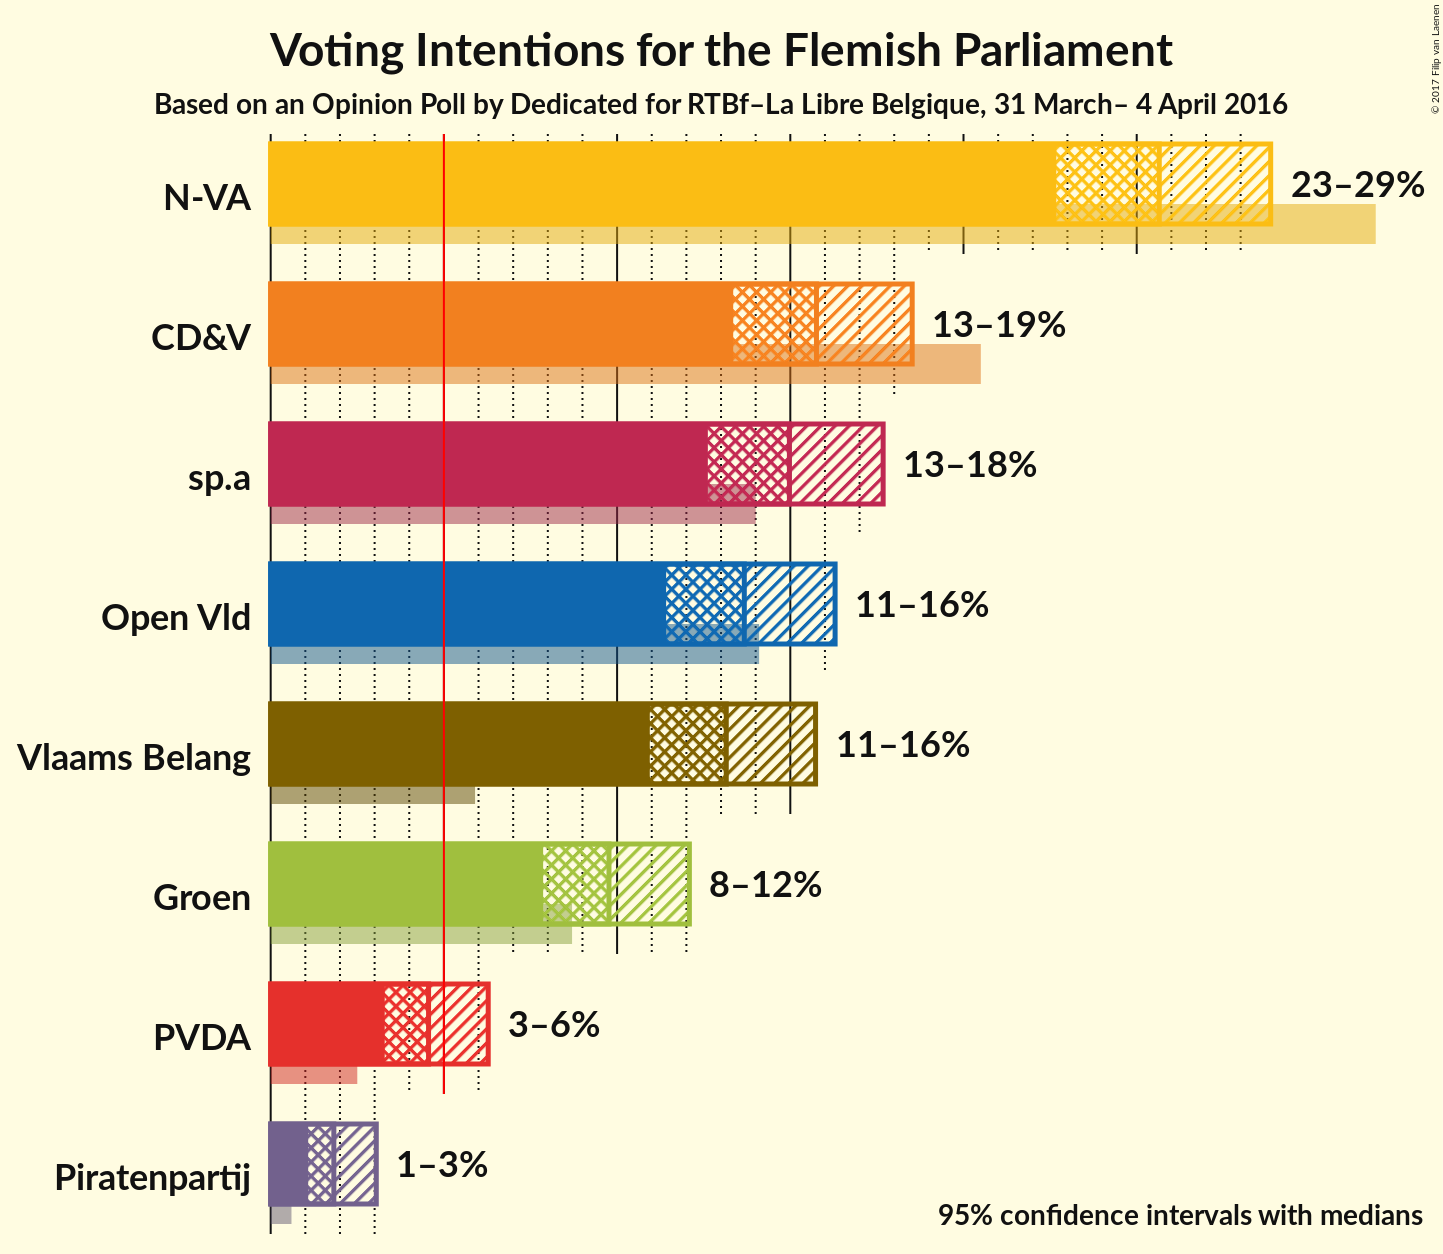 Voting Intentions for the Flemish Parliament
Based on an Opinion Poll by Dedicated for RTBf–La Libre Belgique, 31 March– 4 April 2016
© 2017 Filip van Laenen
N-VA
23–29%
CD&V
13–19%
sp.a
13–18%
Open Vld
11–16%
Vlaams Belang
11–16%
Groen
8–12%
PVDA
3–6%
Piratenpartij
1–3%
95% confidence intervals with medians